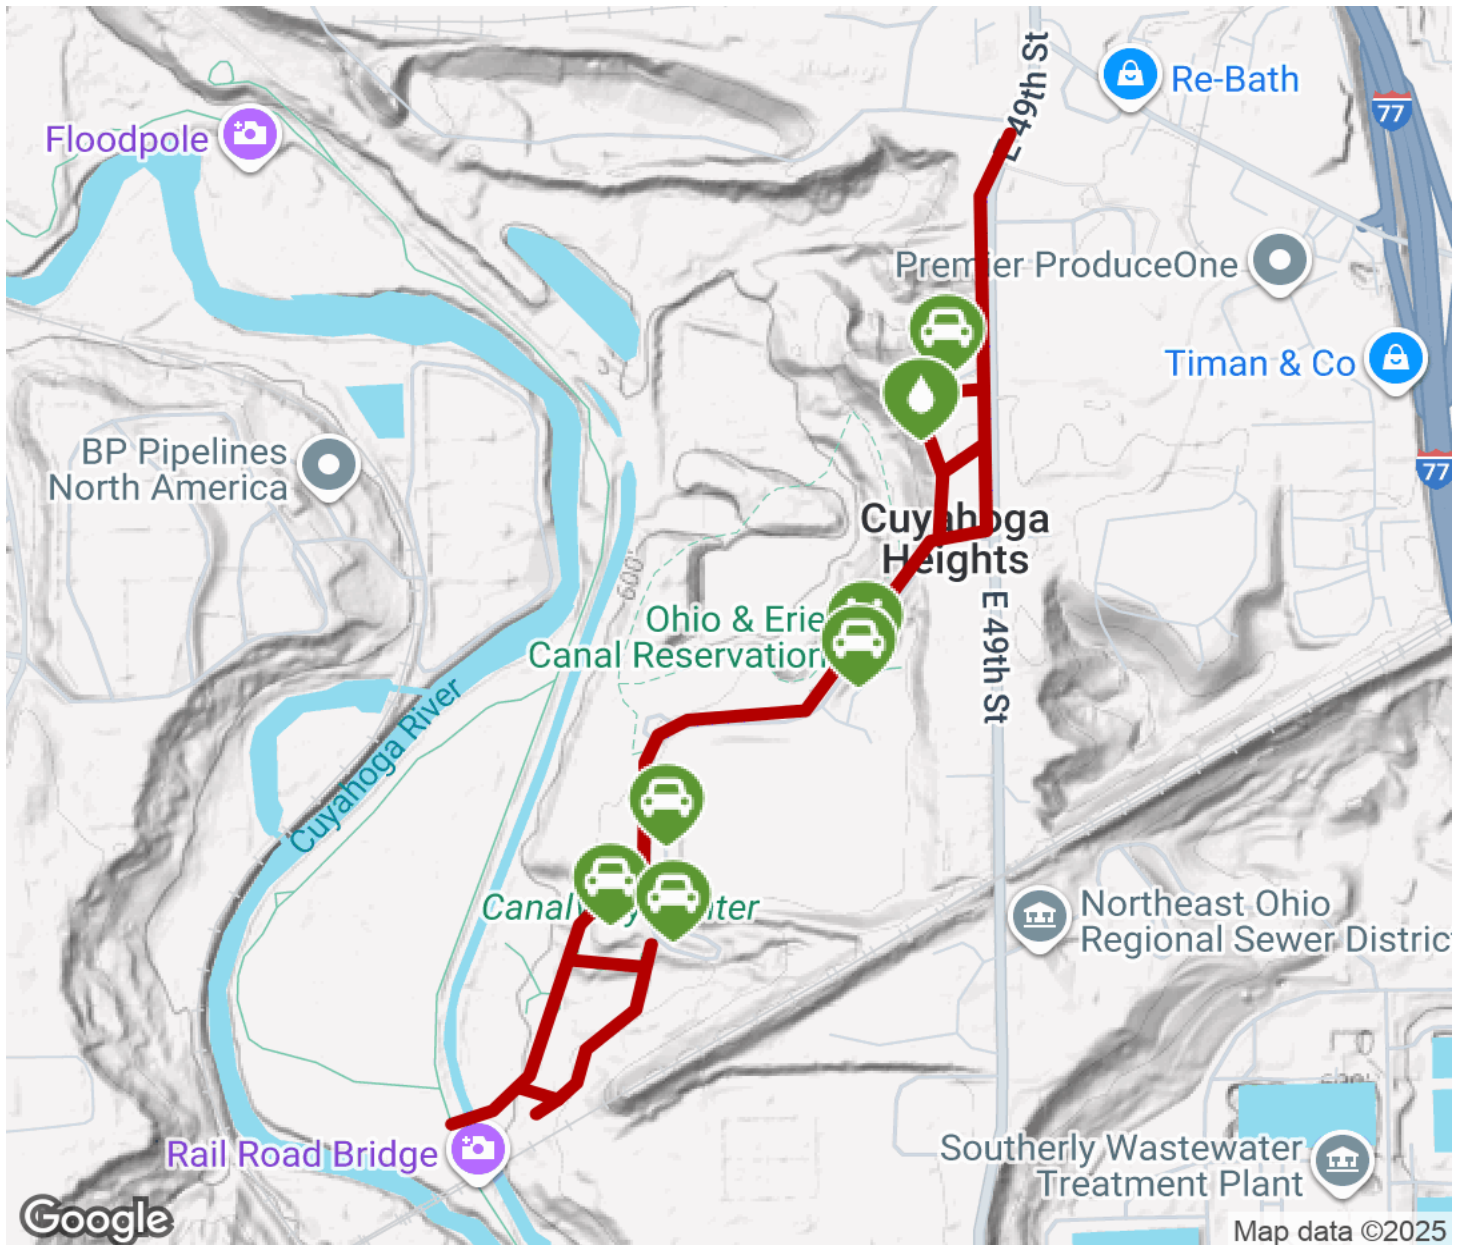 E 49th St
Re-Bath
77
Floodpole
Premier ProduceOne
Timan & Co
BP Pipelines
North America
77
Cuyahoga
Heights
600'
Ohio & Erie
Canal Reservation
E 49th St
Cuyahoga River
Northeast Ohio
Regional Sewer Distric
Rail Road Bridge
Southerly Wastewater
Treatment Plant
Google
Map data ©2025